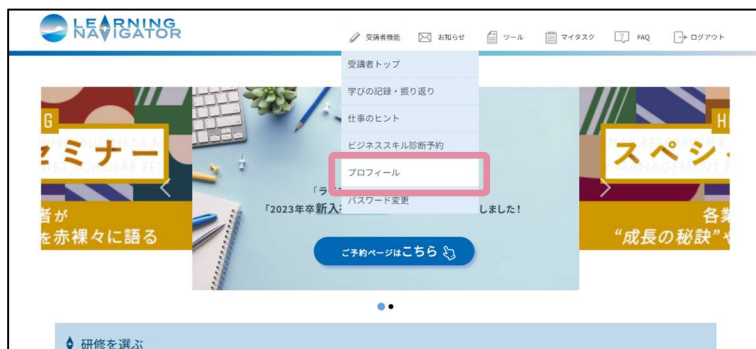 LEARNING
NAVIGATOR
受講者機能
お知らせ
ツール
マイタスク
FAQ
ログアウト
受講者トップ
学びの記録・振り返り
仕事のヒント
ビジネススキル診断予約
プロフィール
パスワード変更
G
セミナー
者が
を赤裸々に語る
「2023年卒新入
しました!
ご予約ページはこちら
スペシ
各業
“成長の秘訣”や
研修を選ぶ